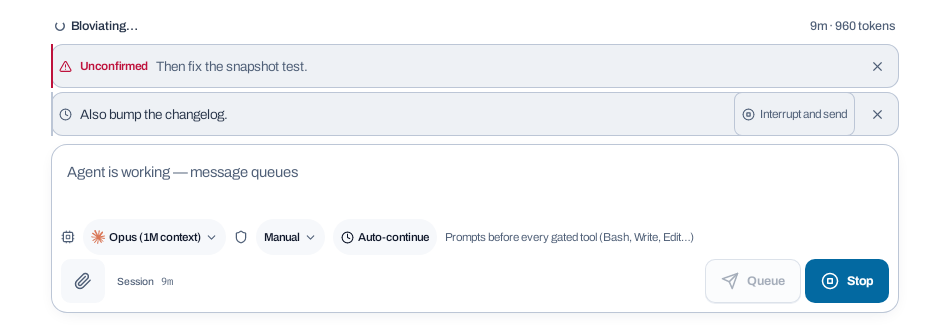 Bloviating... 9m · 960 tokens
Unconfirmed Then fix the snapshot test.
Also bump the changelog. Interrupt and send
Agent is working — message queues
Opus (1M context) Manual Auto-continue Prompts before every gated tool (Bash, Write, Edit...)
Session 9m Queue Stop